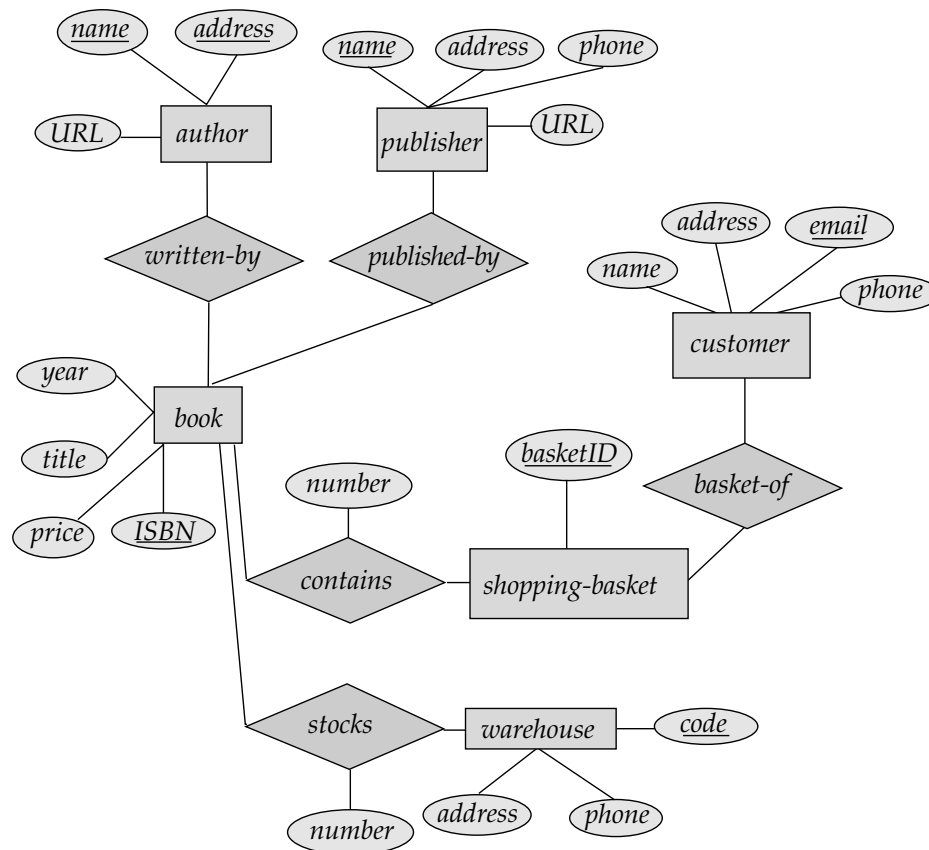 name
address
name
address
phone
URL
author
publisher
URL
written-by
published-by
address
email
name
phone
customer
year
book
title
basketID
number
basket-of
price
ISBN
contains
shopping-basket
stocks
warehouse
code
address
phone
number